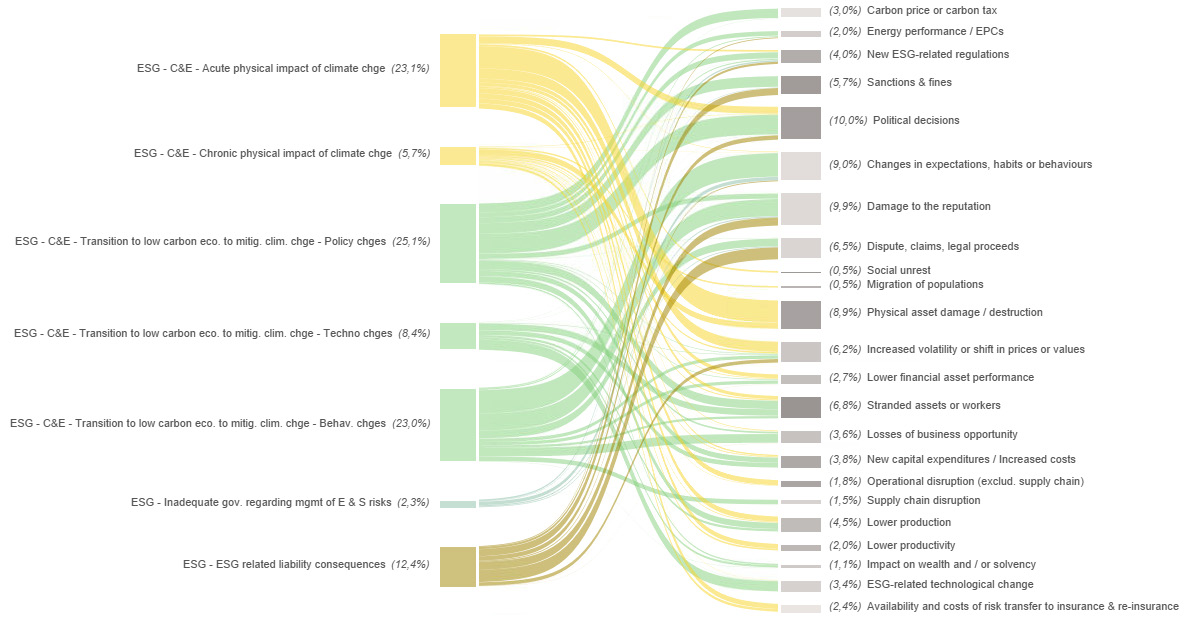 ESG - C&E - Acute physical impact of climate chge (23,1%)
ESG - C&E - Chronic physical impact of climate chge (5,7%)
ESG - C&E - Transition to low carbon eco. to mitig. clim. chge - Policy chges (25,1%)
ESG - C&E - Transition to low carbon eco. to mitig. clim. chge - Techno chges (8,4%)
ESG - C&E - Transition to low carbon eco. to mitig. clim. chge - Behav. chges (23,0%)
ESG - Inadequate gov. regarding mgmt of E & S risks (2,3%)
ESG - ESG related liability consequences (12,4%)
(3,0%) Carbon price or carbon tax
(2,0%) Energy performance / EPCs
(4,0%) New ESG-related regulations
(5,7%) Sanctions & fines
(10,0%) Political decisions
(9,0%) Changes in expectations, habits or behaviours
(9,9%) Damage to the reputation
(6,5%) Dispute, claims, legal proceeds
(0,5%) Social unrest
(0,5%) Migration of populations
(8,9%) Physical asset damage / destruction
(6,2%) Increased volatility or shift in prices or values
(2,7%) Lower financial asset performance
(6,8%) Stranded assets or workers
(3,6%) Losses of business opportunity
(3,8%) New capital expenditures / Increased costs
(1,8%) Operational disruption (exclud. supply chain)
(1,5%) Supply chain disruption
(4,5%) Lower production
(2,0%) Lower productivity
(1,1%) Impact on wealth and / or solvency
(3,4%) ESG-related technological change
(2,4%) Availability and costs of risk transfer to insurance & re-insurance